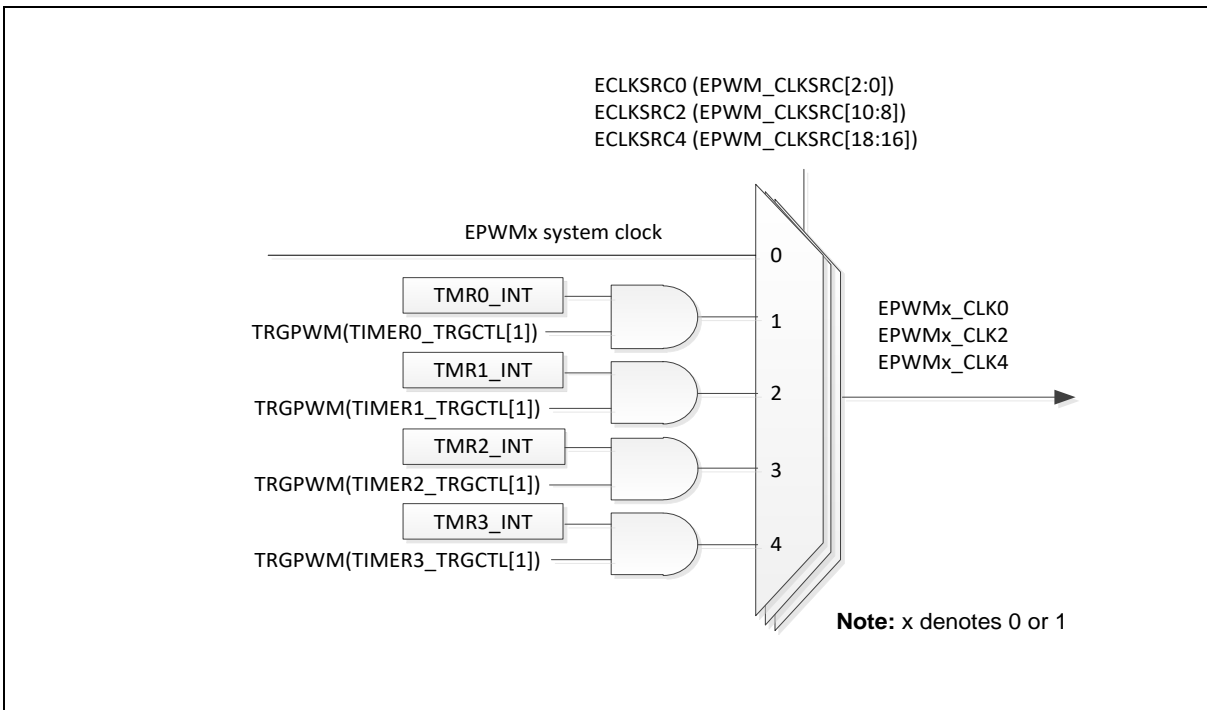 ECLKSRC0 (EPWM_CLKSRC[2:0])
ECLKSRC2 (EPWM_CLKSRC[10:8])
ECLKSRC4 (EPWM_CLKSRC[18:16])
EPWMx system clock
0
TMR0_INT
TRGPWM(TIMER0_TRGCTL[1])
1
TMR1_INT
TRGPWM(TIMER1_TRGCTL[1])
2
TMR2_INT
TRGPWM(TIMER2_TRGCTL[1])
3
TMR3_INT
TRGPWM(TIMER3_TRGCTL[1])
4
EPWMx_CLK0
EPWMx_CLK2
EPWMx_CLK4
Note: x denotes 0 or 1